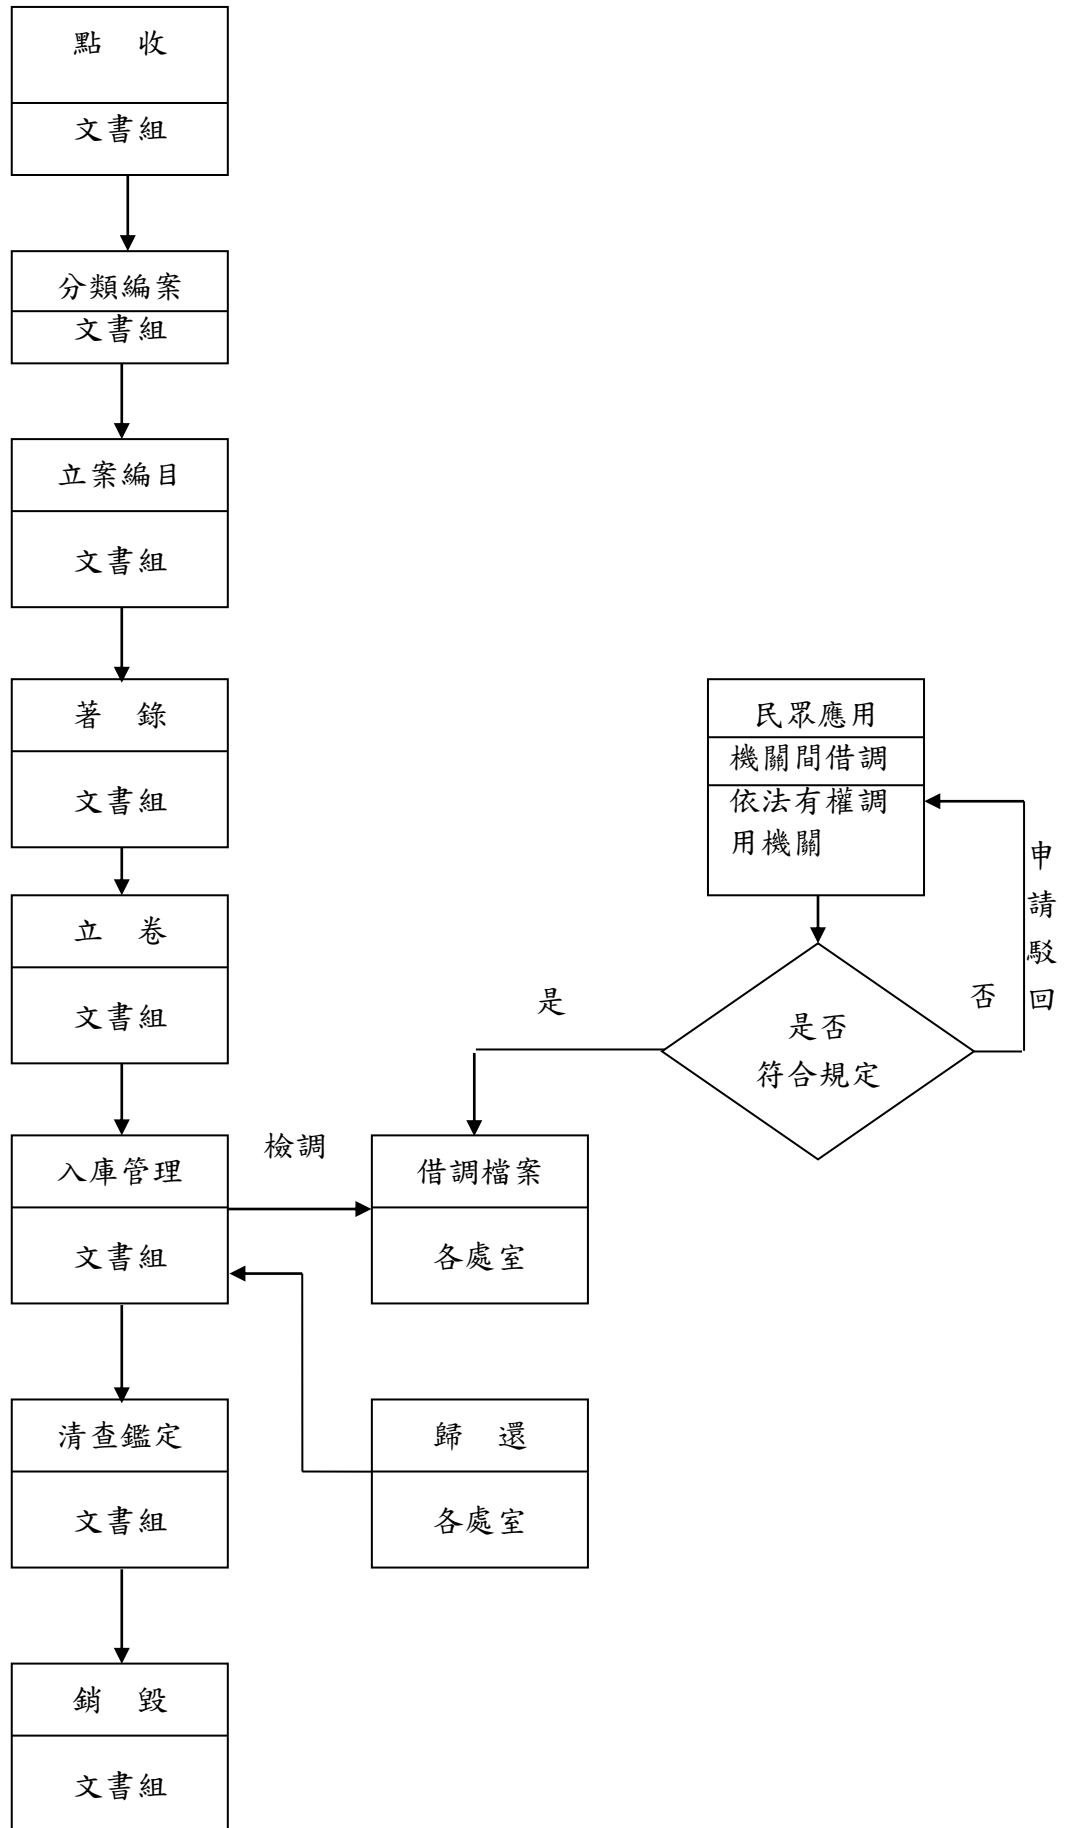 點　收
文書組
分類編案
文書組
立案編目
文書組
著　錄
文書組
立　卷
文書組
入庫管理
文書組
檢調
借調檔案
各處室
清查鑑定
文書組
歸　還
各處室
銷　毀
文書組
民眾應用
機關間借調
依法有權調
用機關
是否
符合規定
是
否
申請駁回